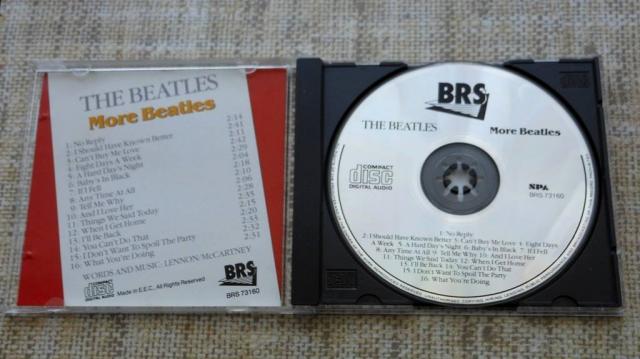 THE BEATLES
More Beatles
1. No Reply 2:14
2. I Should Have Known Better 2:41
3. Can't Buy Me Love 2:11
4. Eight Days A Week 2:42
5. A Hard Day's Night 2:29
6. Baby's In Black 2:04
7. If I Fell 2:18
8. Any Time At All 2:10
9. Tell Me Why 2:06
10. And I Love Her 2:28
11. Things We Said Today 2:35
12. When I Get Home 2:15
13. I'll Be Back 2:20
14. You Can't Do That 2:33
15. I Don't Want To Spoil The Party 2:32
16. What You're Doing 2:31
WORDS AND MUSIC: LENNON/McCARTNEY
COMPACT
disc
DIGITAL AUDIO
Made in E.E.C., All Rights Reserved
BRS
BRS 73160
BRS
THE BEATLES
More Beatles
COMPACT
disc
DIGITAL AUDIO
SPA
BRS 73160
1. No Reply
2. I Should Have Known Better 3. Can't Buy Me Love 4. Eight Days
A Week 5. A Hard Day's Night 6. Baby's In Black 7. If I Fell
8. Any Time At All 9. Tell Me Why 10. And I Love Her
11. Things We Said Today 12. When I Get Home
13. I'll Be Back 14. You Can't Do That
15. I Don't Want To Spoil The Party
16. What You're Doing